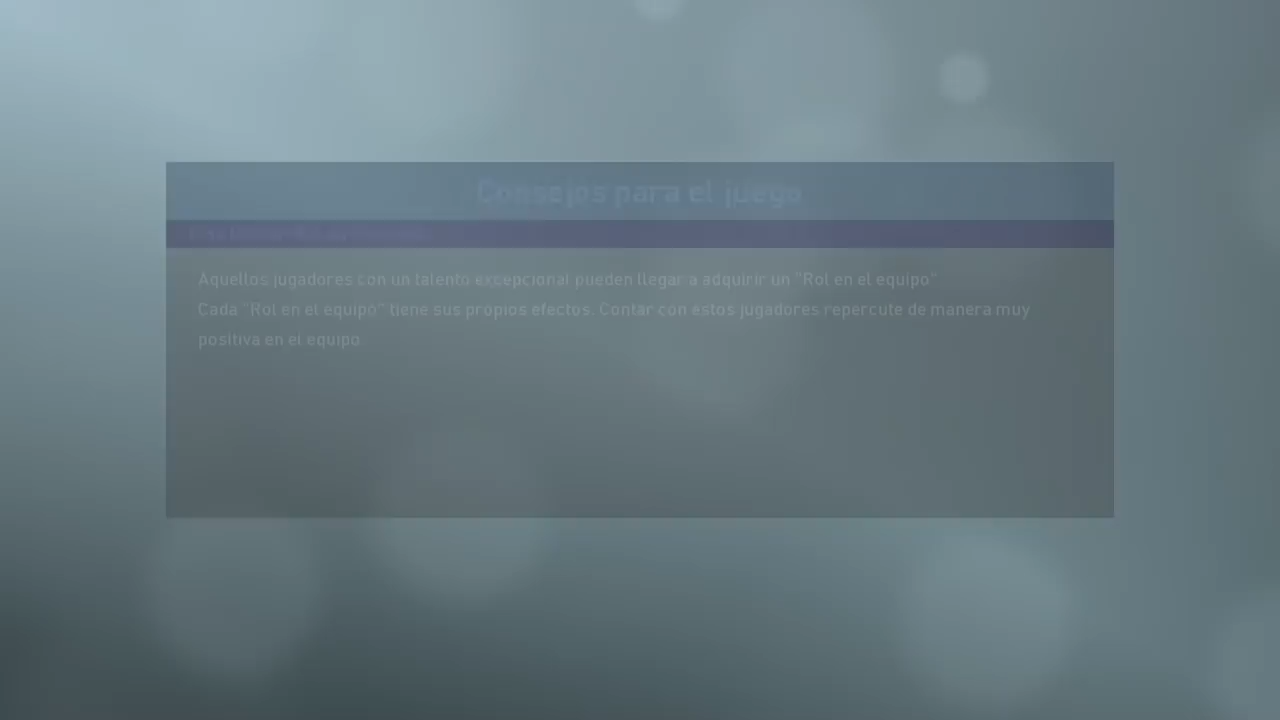 Consejos para el juego
Aquellos jugadores con un talento excepcional pueden llegar a adquirir un "Rol en el equipo"
Cada "Rol en el equipo" tiene sus propios efectos. Contar con estos jugadores repercute de manera muy
positiva en el equipo.